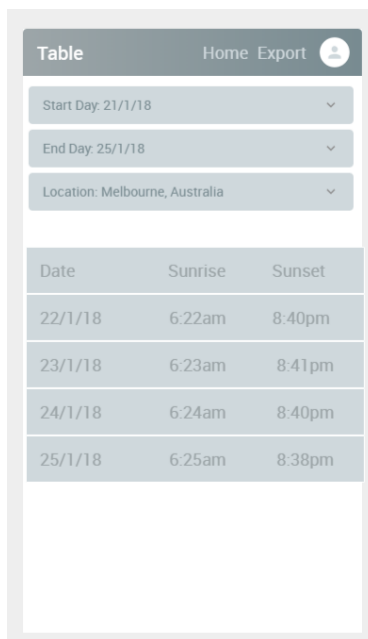 Table Home Export
Start Day: 21/1/18
End Day: 25/1/18
Location: Melbourne, Australia
Date Sunrise Sunset
22/1/18 6:22am 8:40pm
23/1/18 6:23am 8:41pm
24/1/18 6:24am 8:40pm
25/1/18 6:25am 8:38pm